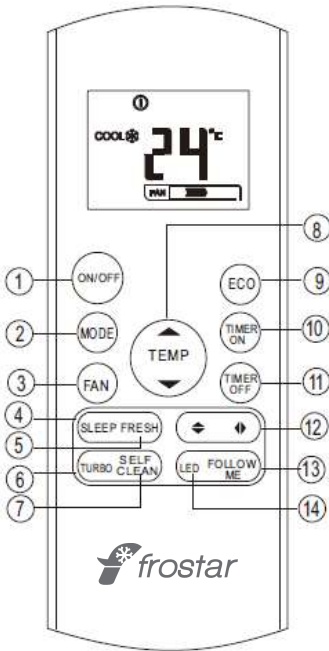 COOL
24°c
FAN
8
1
ON/OFF
ECO
9
2
MODE
TEMP
TIMER
ON
10
3
FAN
TIMER
OFF
11
4
SLEEP FRESH
12
5
6
TURBO SELF
CLEAN
LED FOLLOW
ME
13
7
14
frostar